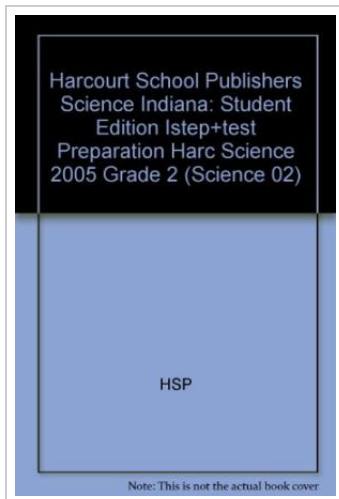 Harcourt School Publishers
Science Indiana: Student
Edition Istep+test
Preparation Harc Science
2005 Grade 2 (Science 02)
HSP
Note: This is not the actual book cover